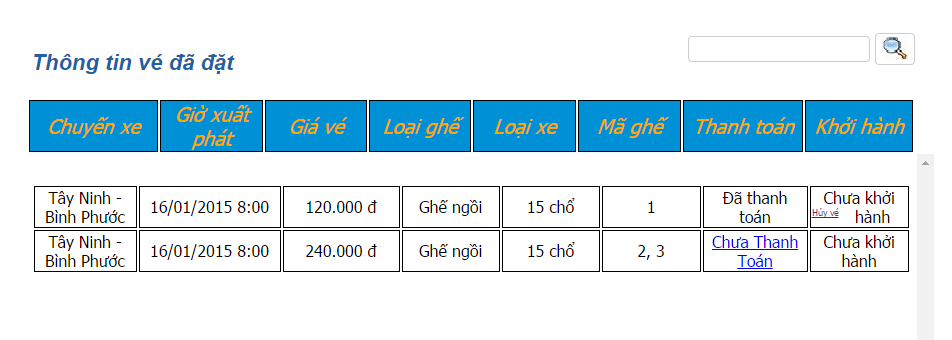 Thông tin vé đã đặt
Chuyến xe
Giờ xuất
phát
Giá vé
Loại ghế
Loại xe
Mã ghế
Thanh toán
Khởi hành
Tây Ninh -
Bình Phước
16/01/2015 8:00
120.000 đ
Ghế ngồi
15 chổ
1
Đã thanh
toán
Chưa khởi
hành
Hủy vé
Tây Ninh -
Bình Phước
16/01/2015 8:00
240.000 đ
Ghế ngồi
15 chổ
2, 3
Chưa Thanh
Toán
Chưa khởi
hành